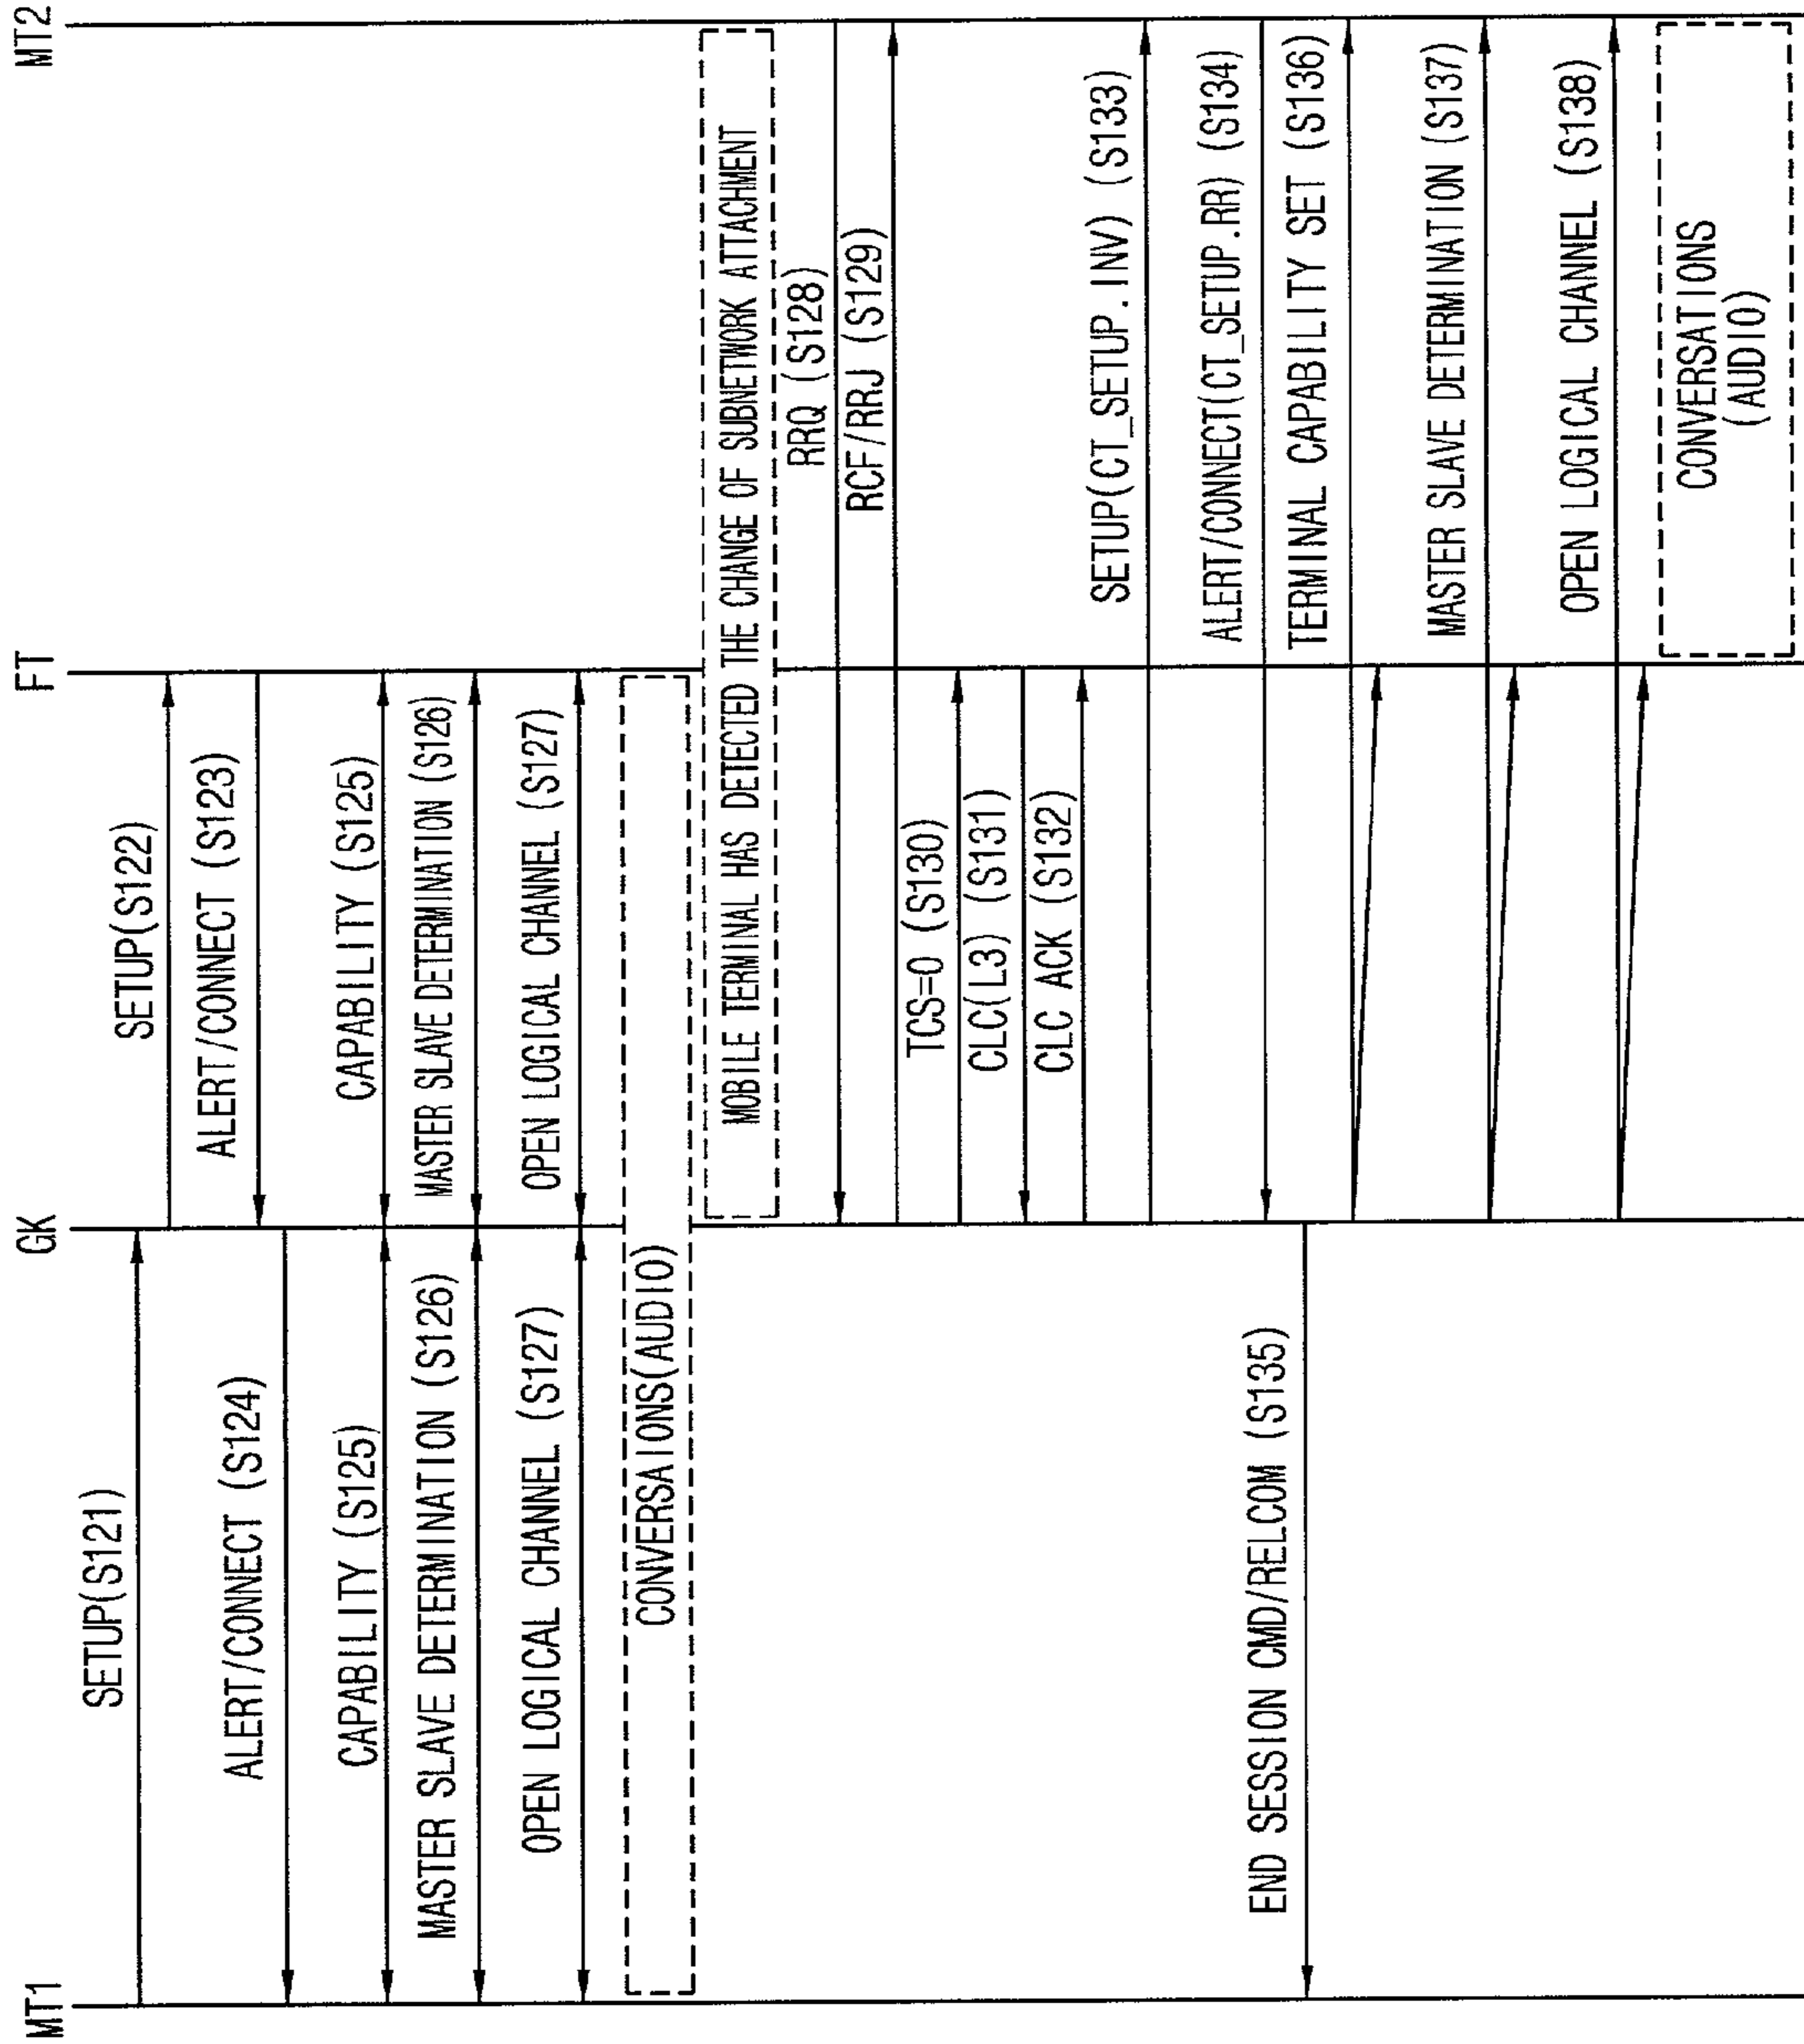 MT1
GK
FT
MT2
SETUP(S121)
SETUP(S122)
ALERT/CONNECT (S123)
ALERT/CONNECT (S124)
CAPABILITY (S125)
CAPABILITY (S125)
MASTER SLAVE DETERMINATION (S126)
MASTER SLAVE DETERMINATION (S126)
OPEN LOGICAL CHANNEL (S127)
OPEN LOGICAL CHANNEL (S127)
CONVERSAIONS(AUDIO)
MOBILE TERMINAL HAS DETECTED THE CHANGE OF SUBNETWORK ATTACHMENT
RRQ (S128)
RCF/RRJ (S129)
TCS=0 (S130)
CLC(L3) (S131)
CLC ACK (S132)
SETUP(CT_SETUP.INV) (S133)
ALERT/CONNECT(CT_SETUP.RR) (S134)
END SESSION CMD/RELCOM (S135)
TERMINAL CAPABILITY SET (S136)
MASTER SLAVE DETERMINATION (S137)
OPEN LOGICAL CHANNEL (S138)
CONVERSATIONS
(AUDIO)